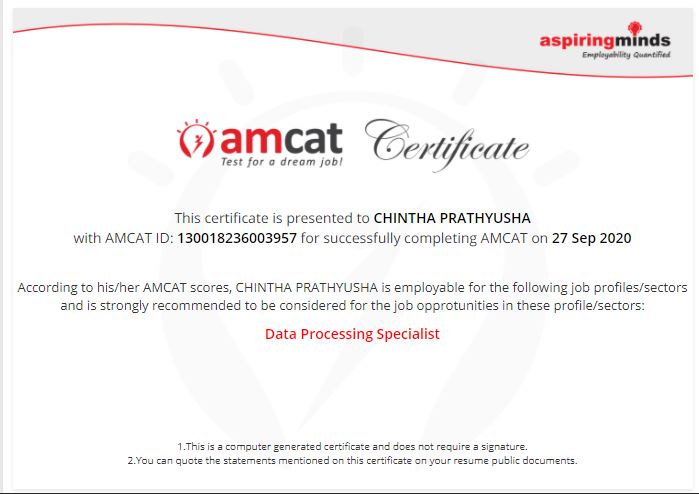 aspiringminds
Employability Quantified
amcat Certificate
Test for a dream job!
This certificate is presented to CHINTHA PRATHYUSHA
with AMCAT ID: 130018236003957 for successfully completing AMCAT on 27 Sep 2020
According to his/her AMCAT scores, CHINTHA PRATHYUSHA is employable for the following job profiles/sectors
and is strongly recommended to be considered for the job opprotunities in these profile/sectors:
Data Processing Specialist
1.This is a computer generated certificate and does not require a signature.
2.You can quote the statements mentioned on this certificate on your resume public documents.